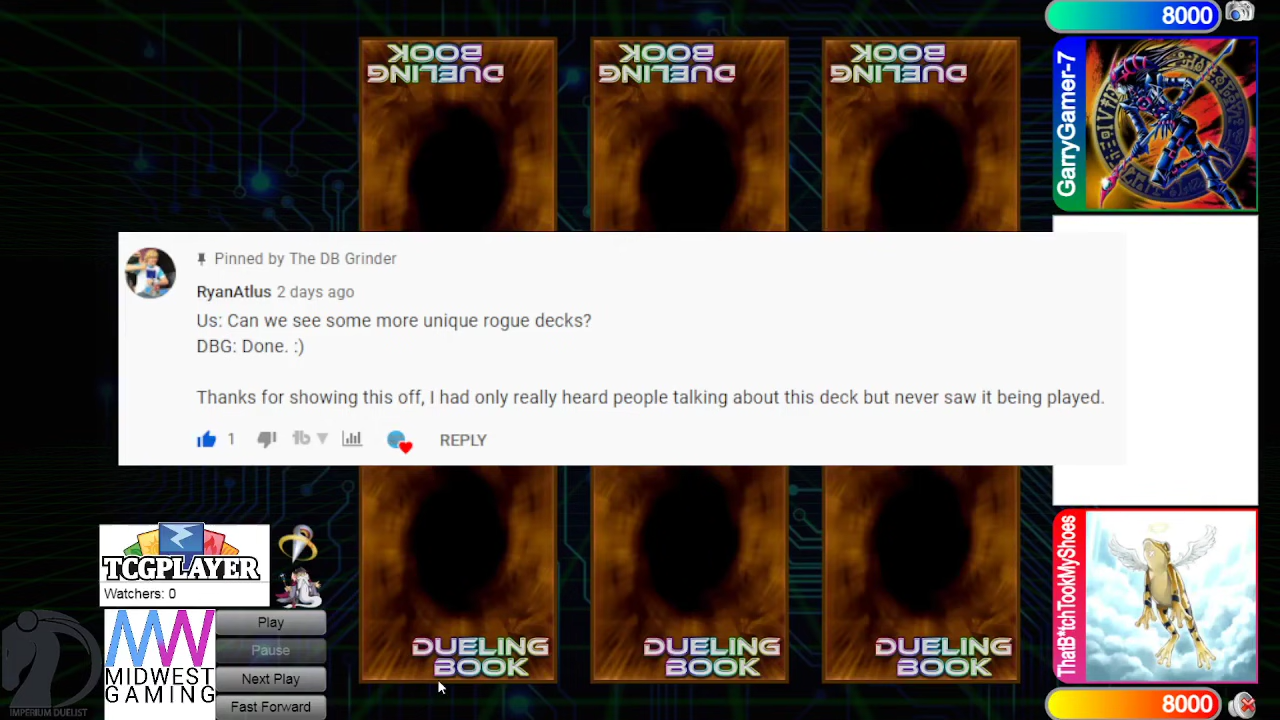 8000
DUELING
BOOK
DUELING
BOOK
DUELING
BOOK
GarryGamer-7
Pinned by The DB Grinder
RyanAtlus 2 days ago
Us: Can we see some more unique rogue decks?
DBG: Done. :)
Thanks for showing this off, I had only really heard people talking about this deck but never saw it being played.
1
REPLY
TCGPLAYER
Watchers: 0
MW
MIDWEST
GAMING
Play
Pause
Next Play
Fast Forward
IMPERIUM DUELIST
DUELING
BOOK
DUELING
BOOK
DUELING
BOOK
ThatB*tchTookMyShoes
8000